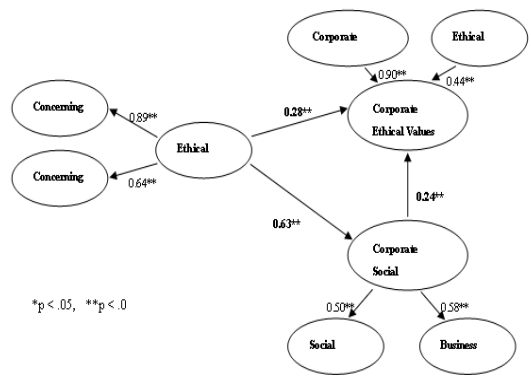 Corporate
Ethical
0.90**
0.44**
Concerning
0.89**
0.28**
Corporate
Ethical Values
Ethical
Concerning
0.64**
0.24**
0.63**
Corporate
Social
*p < .05,   **p < .0
0.50**
0.58**
Social
Business